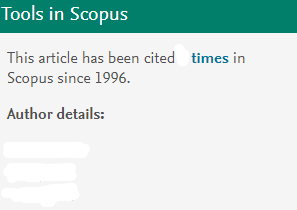 Tools in Scopus
This article has been cited times in
Scopus since 1996.
Author details: